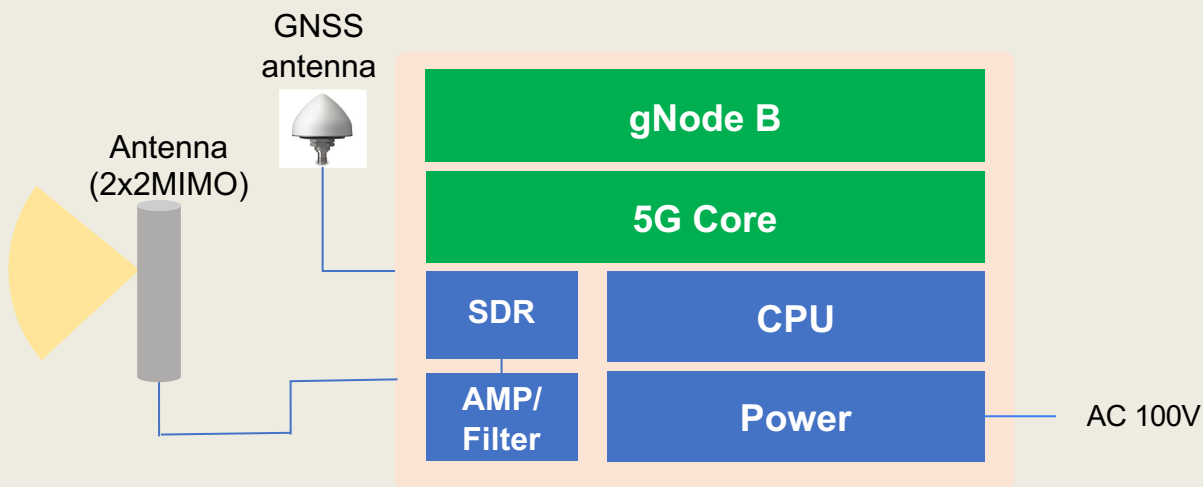 GNSS
antenna
Antenna
(2x2MIMO)
gNode B
5G Core
SDR
CPU
AMP/
Filter
Power
AC 100V